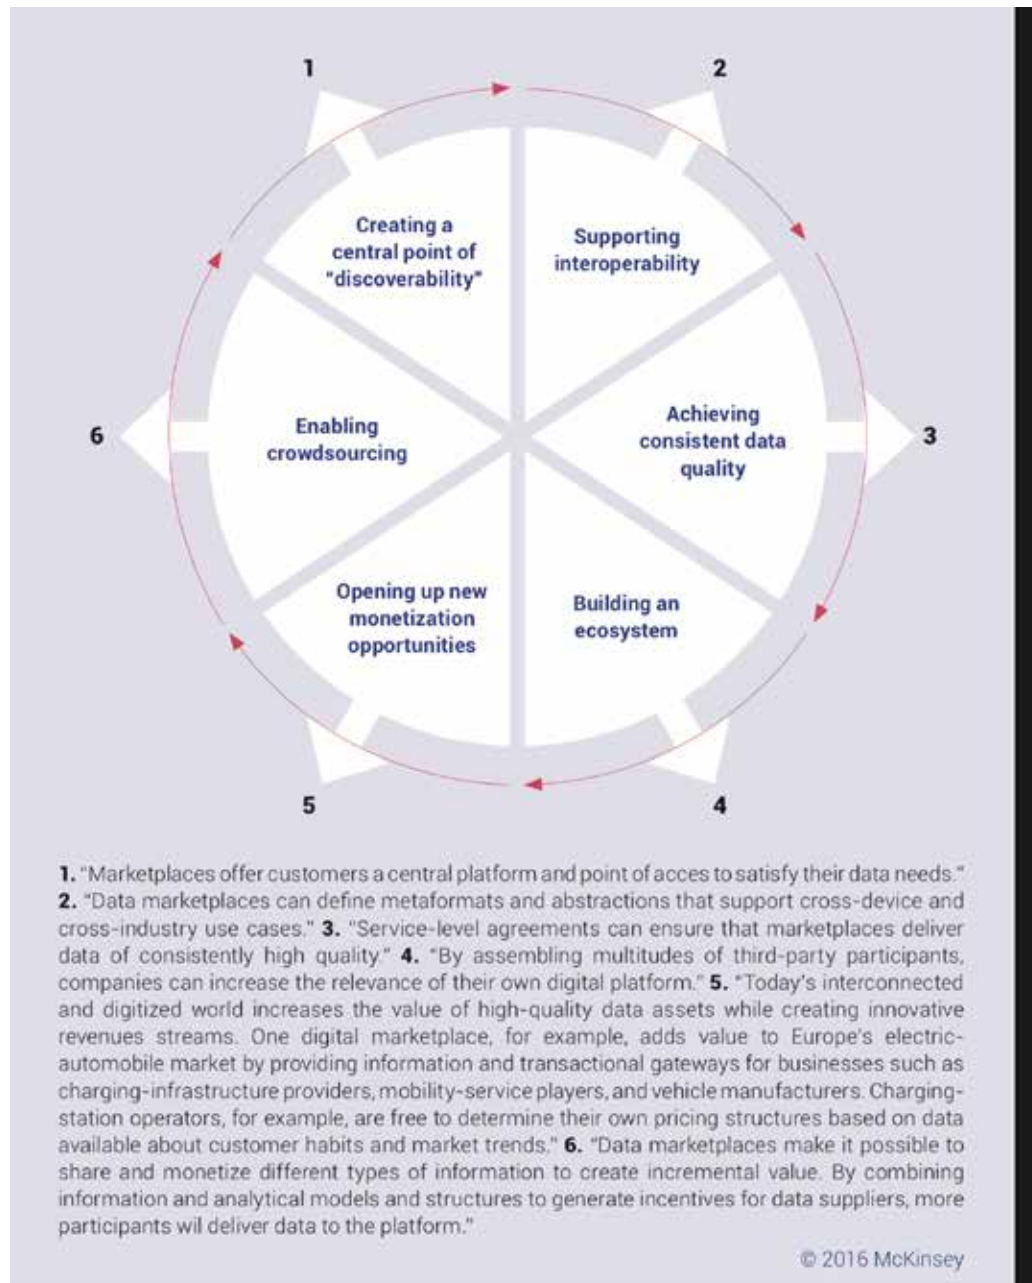 1
2
Creating a
central point of
"discoverability"
Supporting
interoperability
6
Enabling
crowdsourcing
Achieving
consistent data
quality
3
Opening up new
monetization
opportunities
Building an
ecosystem
5
4
1. "Marketplaces offer customers a central platform and point of acces to satisfy their data needs."
2. "Data marketplaces can define metaformats and abstractions that support cross-device and
cross-industry use cases." 3. "Service-level agreements can ensure that marketplaces deliver
data of consistently high quality." 4. "By assembling multitudes of third-party participants,
companies can increase the relevance of their own digital platform." 5. "Today's interconnected
and digitized world increases the value of high-quality data assets while creating innovative
revenues streams. One digital marketplace, for example, adds value to Europe's electric-
automobile market by providing information and transactional gateways for businesses such as
charging-infrastructure providers, mobility-service players, and vehicle manufacturers. Charging-
station operators, for example, are free to determine their own pricing structures based on data
available about customer habits and market trends." 6. "Data marketplaces make it possible to
share and monetize different types of information to create incremental value. By combining
information and analytical models and structures to generate incentives for data suppliers, more
participants wil deliver data to the platform."
© 2016 McKinsey